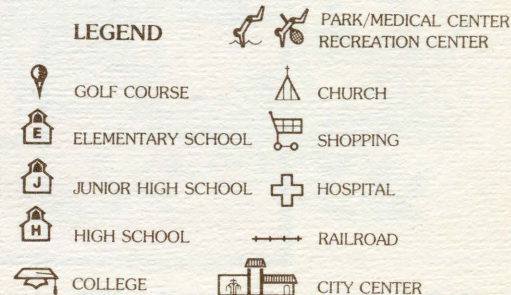 LEGEND
PARK/MEDICAL CENTER
RECREATION CENTER
GOLF COURSE
CHURCH
E
ELEMENTARY SCHOOL
SHOPPING
J
JUNIOR HIGH SCHOOL
HOSPITAL
H
HIGH SCHOOL
RAILROAD
COLLEGE
CITY CENTER